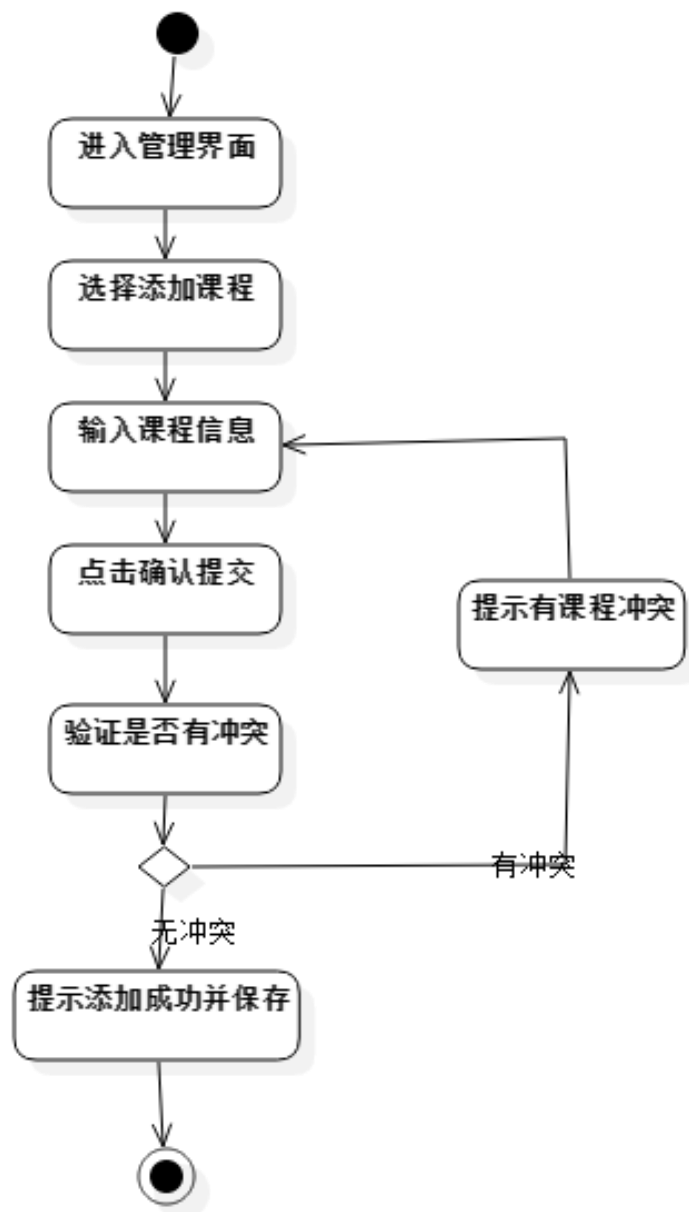 进入管理界面
选择添加课程
输入课程信息
点击确认提交
提示有课程冲突
验证是否有冲突
有冲突
无冲突
提示添加成功并保存